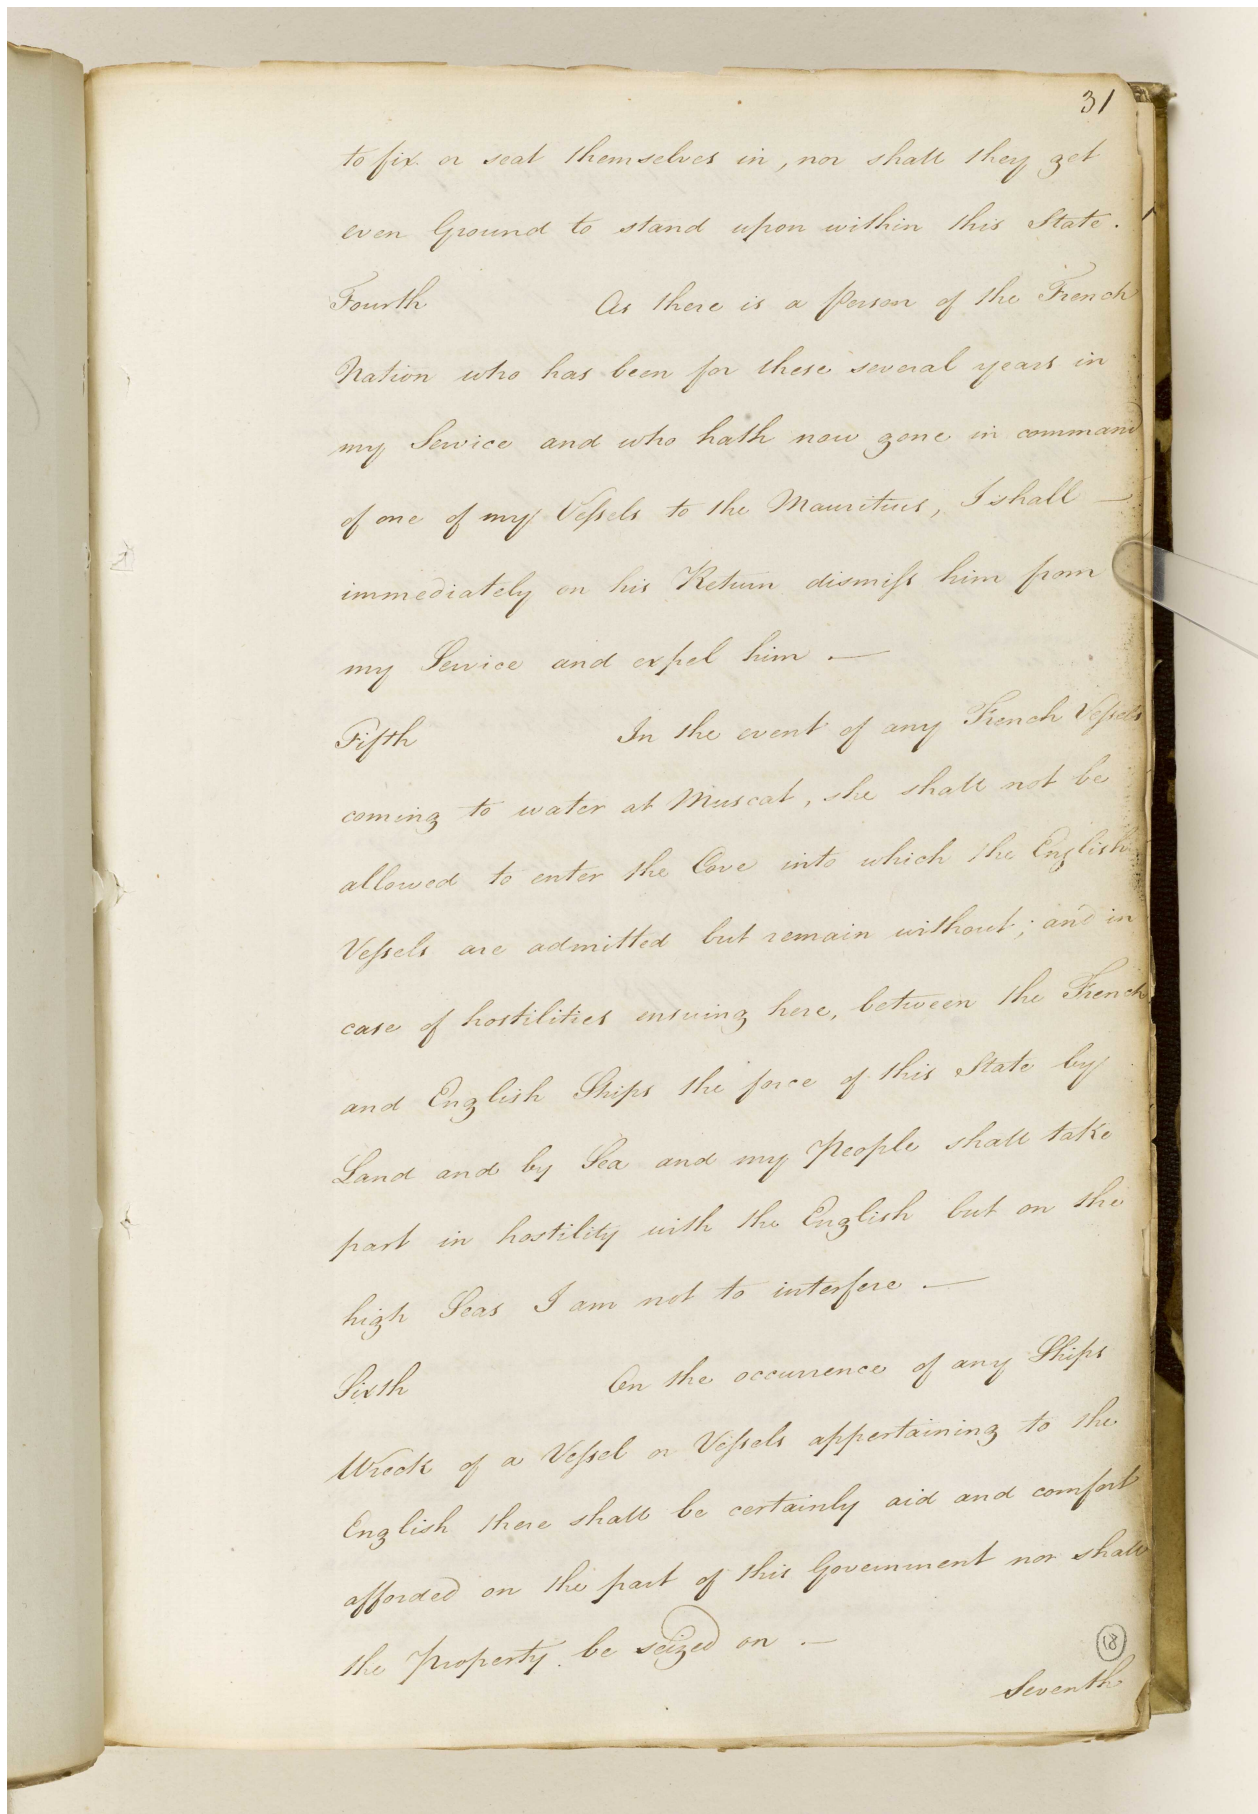 31
to fix or seat themselves in, nor shall they get
even Ground to stand upon within this State.
Fourth As there is a Person of the French
Nation who has been for these several years in
my Service and who hath now gone in command
of one of my Vessels to the Mauritius, I shall —
immediately on his Return dismiss him from
my Service and expel him —
Fifth In the event of any French Vessels
coming to water at Muscat, she shall not be
allowed to enter the Cove into which the English
Vessels are admitted but remain without; and in
case of hostilities ensuing here, between the French
and English Ships the force of this State by
Land and by Sea and my People shall take
part in hostility with the English but on the
high Seas I am not to interfere —
Sixth On the occurrence of any Ships
Wreck of a Vessel or Vessels appertaining to the
English there shall be certainly aid and comfort
afforded on the part of this Government nor shall
the Property be seized on —
18
Seventh